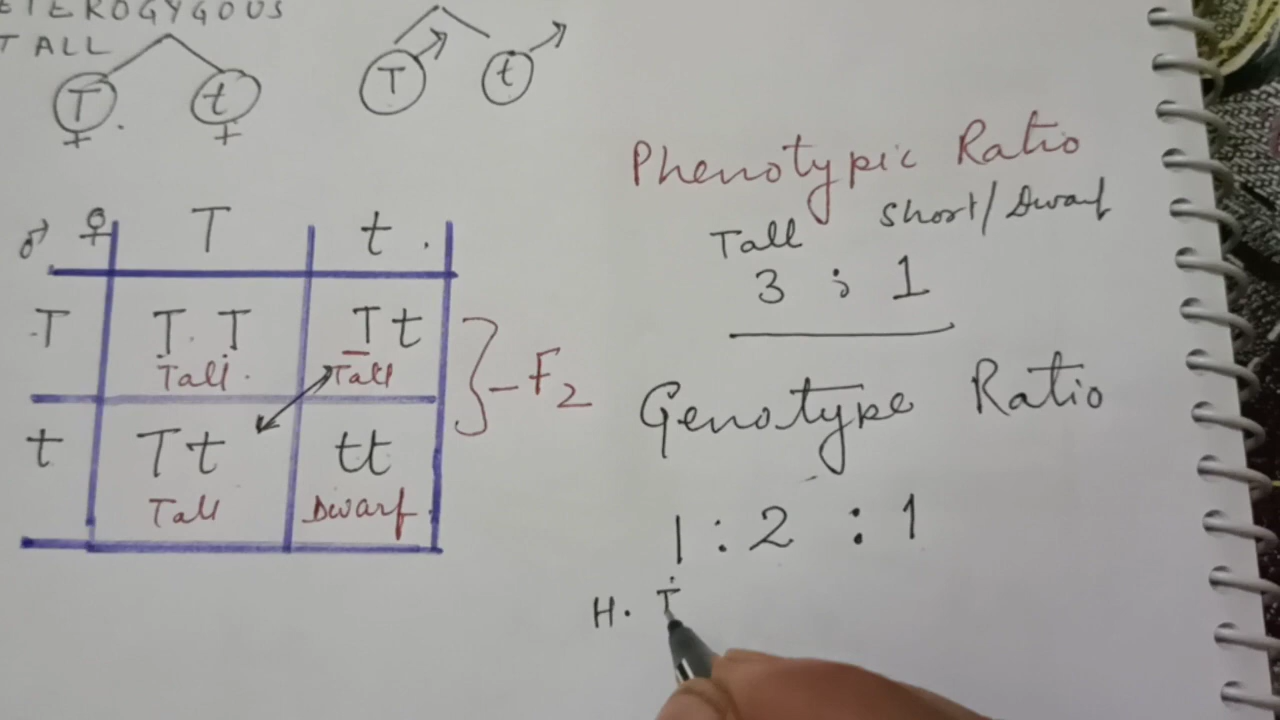 ETEROGYGOUS
TALL
T t T t
♂ ♀ T t .
T T.T Tt
Tall. Tall
t Tt tt
Tall Dwarf.
} – F2
Phenotypic Ratio
Tall Short/Dwarf
3 : 1
Genotype Ratio
1 : 2 : 1
H. T